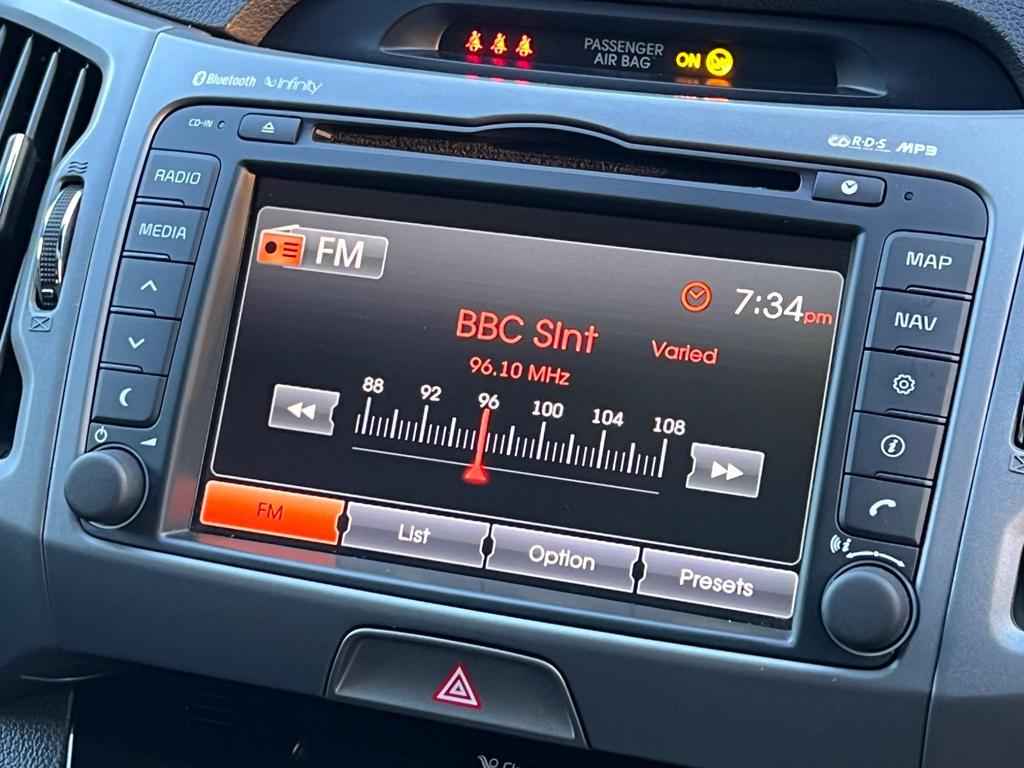 PASSENGER
AIR BAG
ON
Bluetooth
infinity
CD-IN
R·D·S
MP3
RADIO
MEDIA
MAP
NAV
FM
7:34pm
BBC SInt
Varied
96.10 MHz
88 92 96 100 104 108
FM
List
Option
Presets